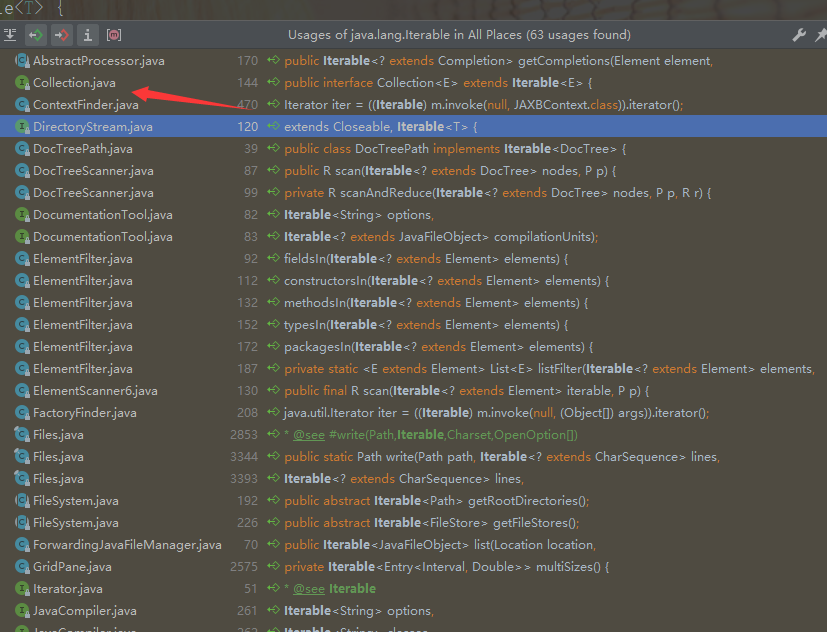 le<T> {
Usages of java.lang.Iterable in All Places (63 usages found)
AbstractProcessor.java 170 public Iterable<? extends Completion> getCompletions(Element element,
Collection.java 144 public interface Collection<E> extends Iterable<E> {
ContextFinder.java 470 Iterator iter = ((Iterable) m.invoke(null, JAXBContext.class)).iterator();
DirectoryStream.java 120 extends Closeable, Iterable<T> {
DocTreePath.java 39 public class DocTreePath implements Iterable<DocTree> {
DocTreeScanner.java 87 public R scan(Iterable<? extends DocTree> nodes, P p) {
DocTreeScanner.java 99 private R scanAndReduce(Iterable<? extends DocTree> nodes, P p, R r) {
DocumentationTool.java 82 Iterable<String> options,
DocumentationTool.java 83 Iterable<? extends JavaFileObject> compilationUnits);
ElementFilter.java 92 fieldsIn(Iterable<? extends Element> elements) {
ElementFilter.java 112 constructorsIn(Iterable<? extends Element> elements) {
ElementFilter.java 132 methodsIn(Iterable<? extends Element> elements) {
ElementFilter.java 152 typesIn(Iterable<? extends Element> elements) {
ElementFilter.java 172 packagesIn(Iterable<? extends Element> elements) {
ElementFilter.java 187 private static <E extends Element> List<E> listFilter(Iterable<? extends Element> elements,
ElementScanner6.java 130 public final R scan(Iterable<? extends Element> iterable, P p) {
FactoryFinder.java 208 java.util.Iterator iter = ((Iterable) m.invoke(null, (Object[]) args)).iterator();
Files.java 2853 * @see #write(Path,Iterable,Charset,OpenOption[])
Files.java 3344 public static Path write(Path path, Iterable<? extends CharSequence> lines,
Files.java 3393 Iterable<? extends CharSequence> lines,
FileSystem.java 192 public abstract Iterable<Path> getRootDirectories();
FileSystem.java 226 public abstract Iterable<FileStore> getFileStores();
ForwardingJavaFileManager.java 70 public Iterable<JavaFileObject> list(Location location,
GridPane.java 2575 private Iterable<Entry<Interval, Double>> multiSizes() {
Iterator.java 51 * @see Iterable
JavaCompiler.java 261 Iterable<String> options,
JavaCompiler.java 262 Iterable<String> classes,